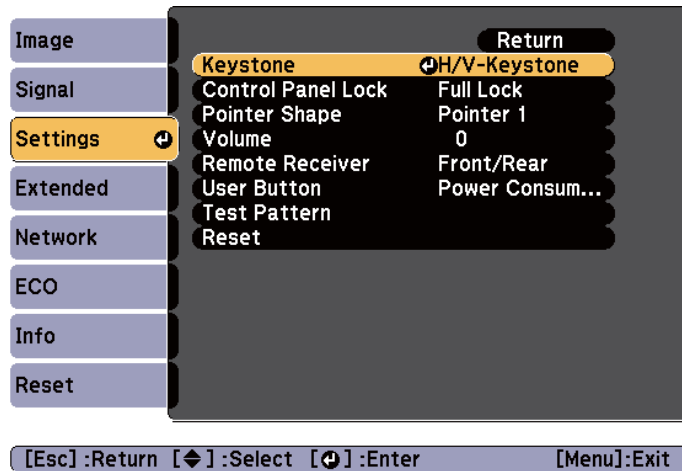 Image
Signal
Settings
Extended
Network
ECO
Info
Reset
Return
Keystone H/V-Keystone
Control Panel Lock Full Lock
Pointer Shape Pointer 1
Volume 0
Remote Receiver Front/Rear
User Button Power Consum...
Test Pattern
Reset
[Esc] :Return [◆] :Select [⏎] :Enter [Menu]:Exit